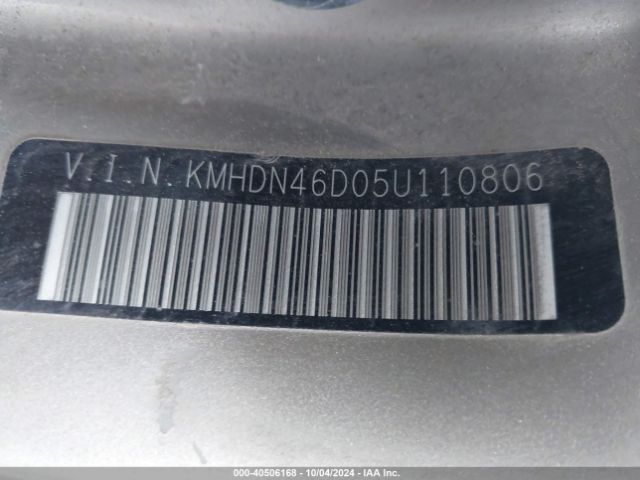 V.I.N.KMHDN46D05U110806
000-40506168 - 10/04/2024 - ©IAA, Inc.